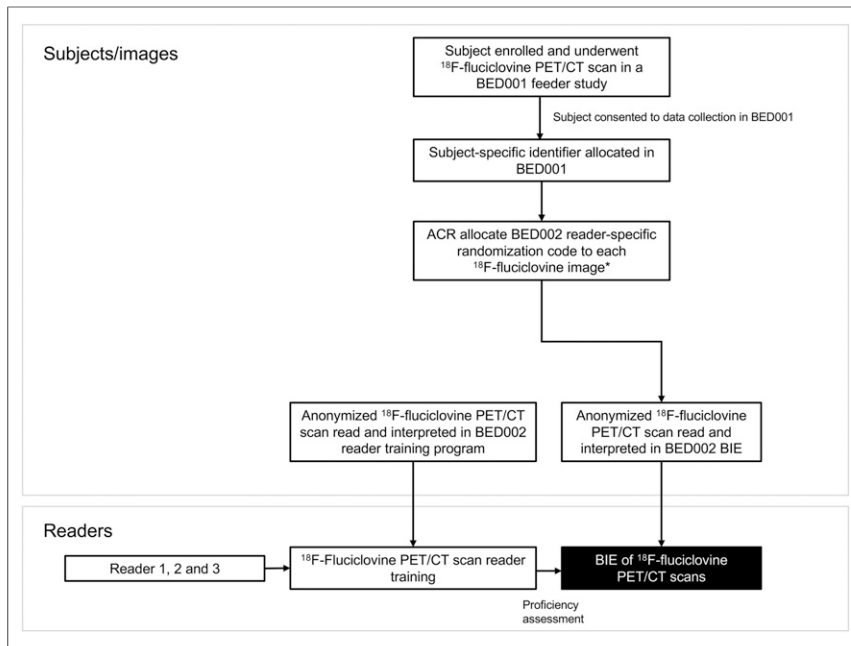 Subjects/images
Subject enrolled and underwent
¹⁸F-fluciclovine PET/CT scan in a
BED001 feeder study
Subject consented to data collection in BED001
Subject-specific identifier allocated in
BED001
ACR allocate BED002 reader-specific
randomization code to each
¹⁸F-fluciclovine image*
Anonymized ¹⁸F-fluciclovine PET/CT
scan read and interpreted in BED002
reader training program
Anonymized ¹⁸F-fluciclovine
PET/CT scan read and
interpreted in BED002 BIE
Readers
Reader 1, 2 and 3
¹⁸F-Fluciclovine PET/CT scan reader
training
Proficiency
assessment
BIE of ¹⁸F-fluciclovine
PET/CT scans